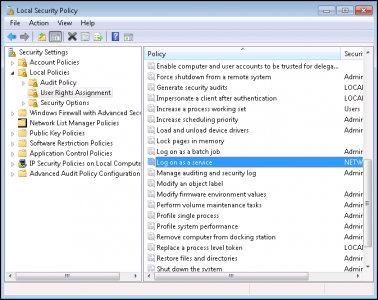 Local Security Policy
File Action View Help
Security Settings
Account Policies
Local Policies
Audit Policy
User Rights Assignment
Security Options
Windows Firewall with Advanced Secu
Network List Manager Policies
Public Key Policies
Software Restriction Policies
Application Control Policies
IP Security Policies on Local Compute
Advanced Audit Policy Configuration
Policy Securi
Enable computer and user accounts to be trusted for delega...
Force shutdown from a remote system Admir
Generate security audits LOCA
Impersonate a client after authentication LOCA
Increase a process working set Users
Increase scheduling priority Admir
Load and unload device drivers Admir
Lock pages in memory
Log on as a batch job Admir
Log on as a service NETW
Manage auditing and security log Admir
Modify an object label
Modify firmware environment values Admir
Perform volume maintenance tasks Admir
Profile single process Admir
Profile system performance Admir
Remove computer from docking station Admir
Replace a process level token LOCA
Restore files and directories Admir
Shut down the system Admir